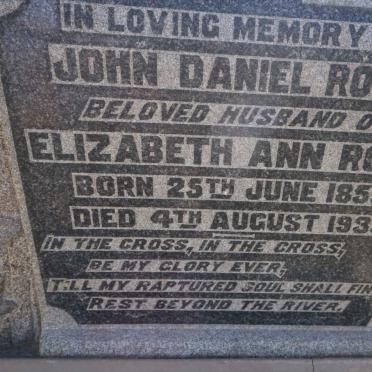 IN LOVING MEMORY
JOHN DANIEL RO
BELOVED HUSBAND O
ELIZABETH ANN RO
BORN 25TH JUNE 185
DIED 4TH AUGUST 193
IN THE CROSS, IN THE CROSS,
BE MY GLORY EVER,
TILL MY RAPTURED SOUL SHALL FIN
REST BEYOND THE RIVER.